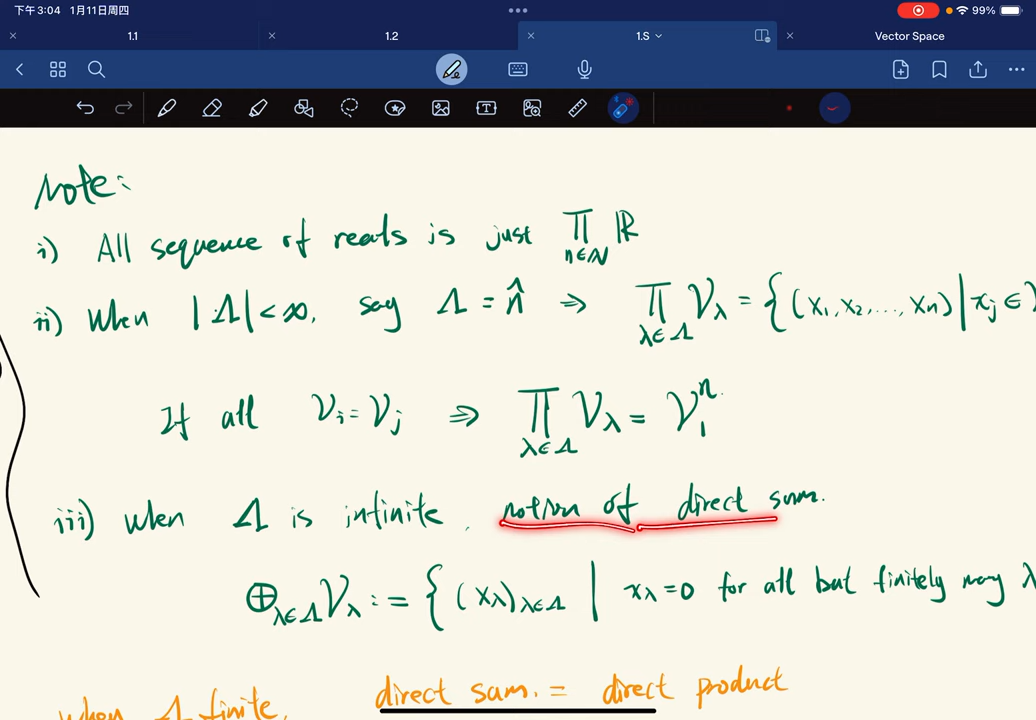 下午3:04 1月11日周四
99%
1.1
1.2
1.S
Vector Space
Note:
i) All sequence of reals is just ∏_{n∈ℕ} ℝ
ii) When |Λ|<∞, say Λ = n̂ ⇒ ∏_{λ∈Λ} V_λ = {(x₁,x₂,...,xn)|xj ∈
If all Vi=Vj ⇒ ∏_{λ∈Λ} V_λ = V₁ⁿ.
iii) When Λ is infinite, notion of direct sum.
⊕_{λ∈Λ} V_λ := {(x_λ)_{λ∈Λ} | x_λ=0 for all but finitely many λ
when Λ finite, direct sum. = direct product